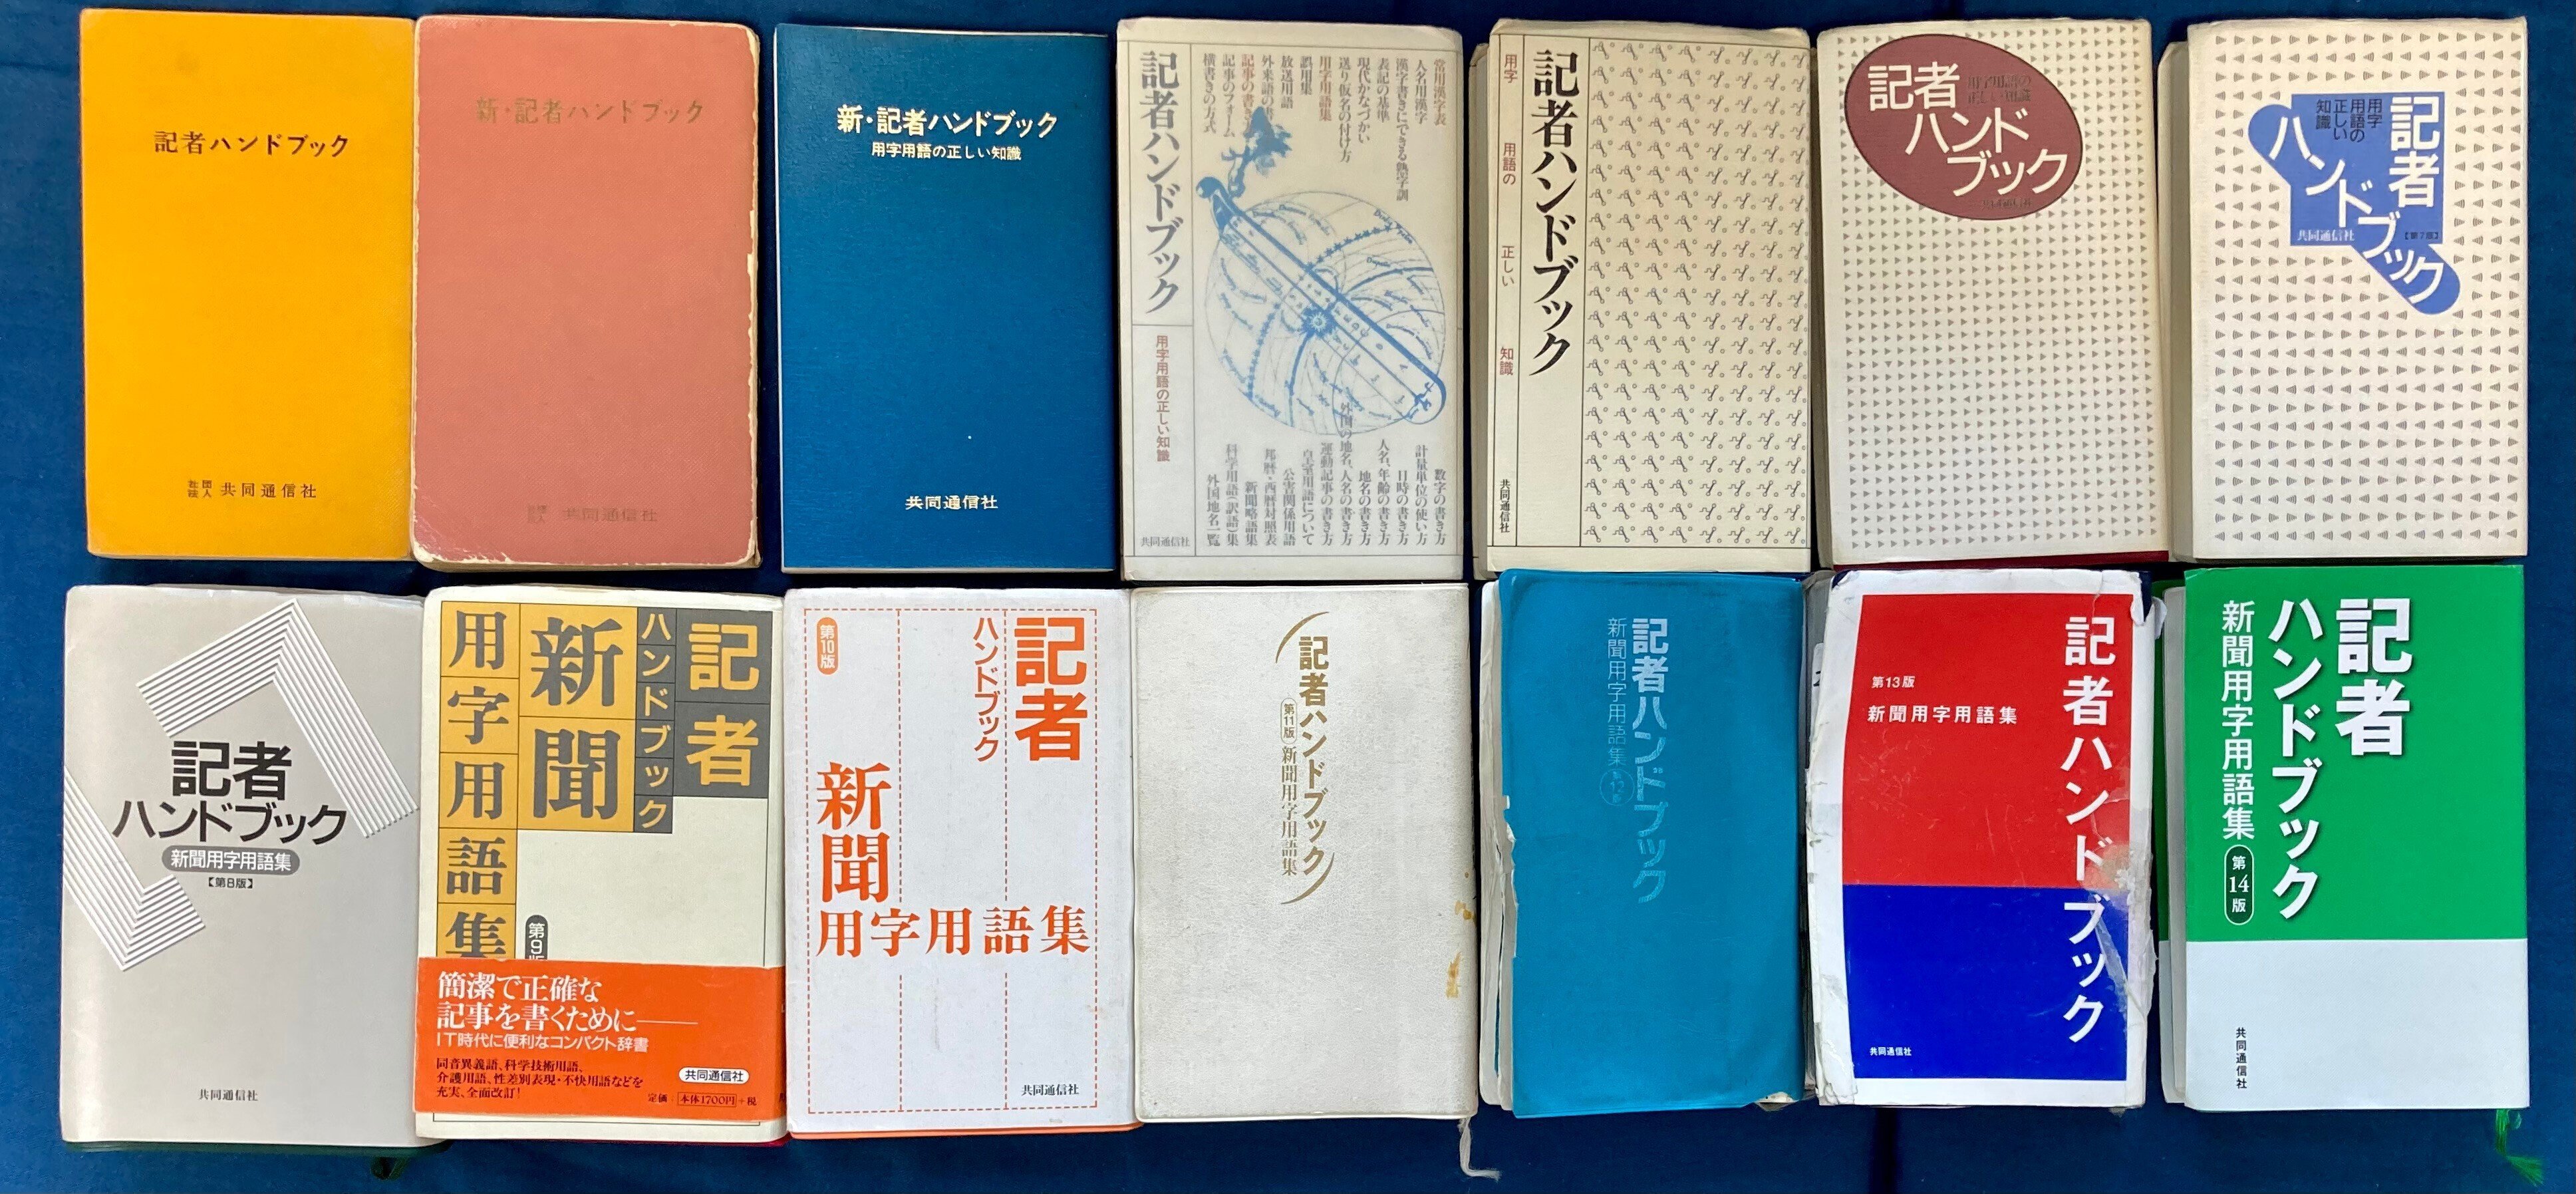 記者ハンドブック
社団法人 共同通信社
新・記者ハンドブック
共同通信社
新・記者ハンドブック
用字用語の正しい知識
共同通信社
記者ハンドブック
用字用語の正しい知識
常用漢字表
人名用漢字
漢字書きにできる熟字訓
表記の基準
現代かなづかい
送り仮名の付け方
用字用語集
誤用集
放送用語
外来語の書
記事の書き
記事のフォーム
横書きの方式
数字の書き方
計量単位の使い方
日時の書き方
人名、年齢の書き方
地名の書き方
外国の地名、人名の書き方
運動記事の書き方
皇室用語について
公害関係用語
邦暦・西暦対照表
新聞略語集
科学用語(訳語)集
外国地名一覧
共同通信社
記者ハンドブック
用字 用語の 正しい 知識
共同通信社
記者
ハンド
ブック
用字用語の
正しい知識
共同通信社
記者
ハンドブック
用字
用語の
正しい
知識
共同通信社
【第7版】
記者
ハンドブック
新聞用字用語集
【第8版】
共同通信社
記者
ハンドブック
新聞
用字用語集
第9版
簡潔で正確な
記事を書くために──
IT時代に便利なコンパクト辞書
同音異義語、科学技術用語、
介護用語、性差別表現・不快用語などを
充実、全面改訂!
共同通信社
定価:本体1700円+税
記者
ハンドブック
第10版
新聞
用字用語集
共同通信社
記者ハンドブック
第11版 新聞用字用語集
記者ハンドブック
新聞用字用語集 第12版
記者ハンドブック
第13版
新聞用字用語集
共同通信社
記者
ハンドブック
新聞用字用語集 第14版
共同通信社